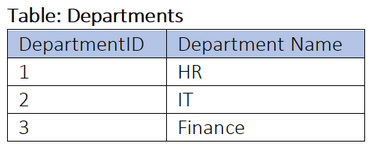 Table: Departments
DepartmentID Department Name
1 HR
2 IT
3 Finance